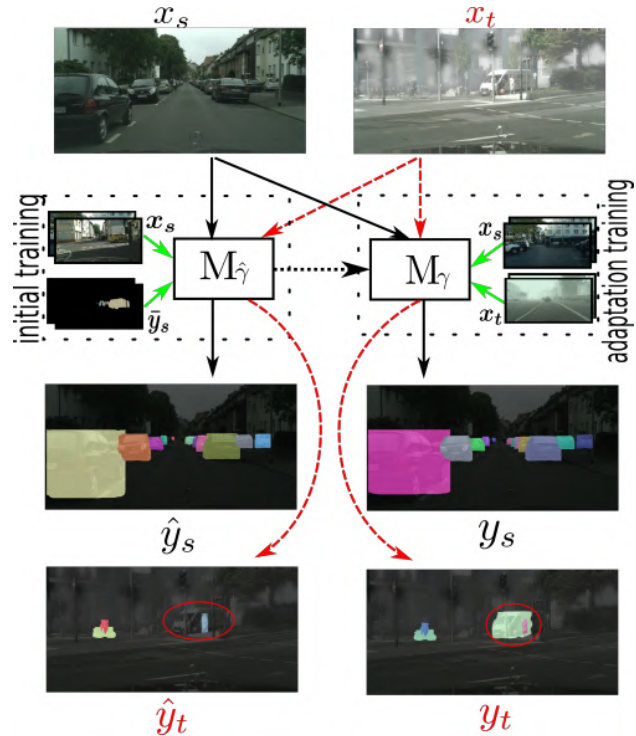 x_s
x_t
initial training
x_s
ȳ_s
M_γ̂
M_γ
x_s
x_t
adaptation training
ŷ_s
y_s
ŷ_t
y_t